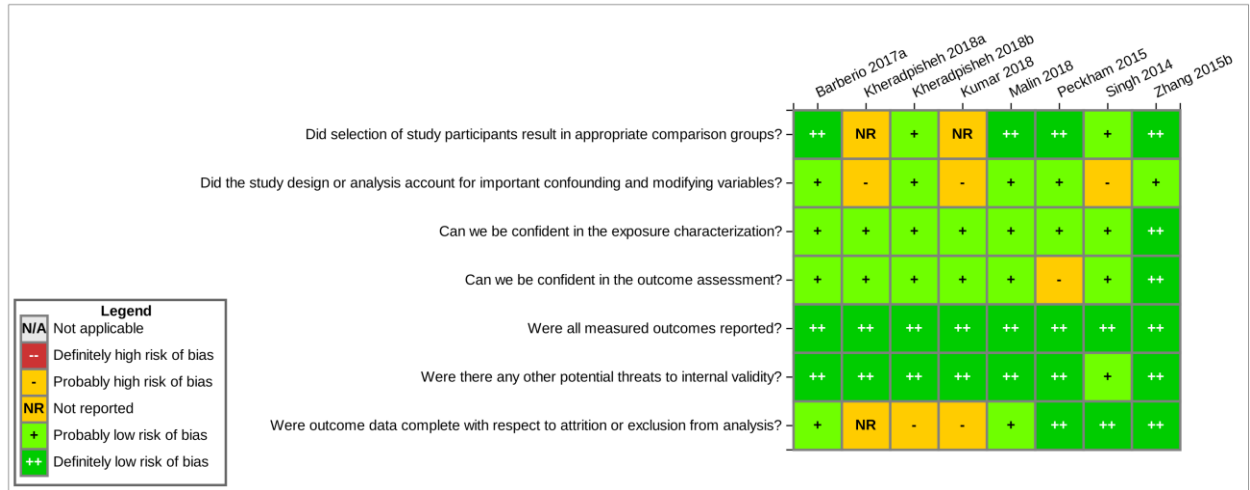 Barberio 2017a
Kheradpisheh 2018a
Kheradpisheh 2018b
Kumar 2018
Malin 2018
Peckham 2015
Singh 2014
Zhang 2015b
Did selection of study participants result in appropriate comparison groups? ++ NR + NR ++ ++ + ++
Did the study design or analysis account for important confounding and modifying variables? + - + - + + - +
Can we be confident in the exposure characterization? + + + + + + + ++
Can we be confident in the outcome assessment? + + + + + - + ++
Were all measured outcomes reported? ++ ++ ++ ++ ++ ++ ++ ++
Were there any other potential threats to internal validity? ++ ++ ++ ++ ++ ++ + ++
Were outcome data complete with respect to attrition or exclusion from analysis? + NR - - + ++ ++ ++
Legend
N/A Not applicable
-- Definitely high risk of bias
- Probably high risk of bias
NR Not reported
+ Probably low risk of bias
++ Definitely low risk of bias